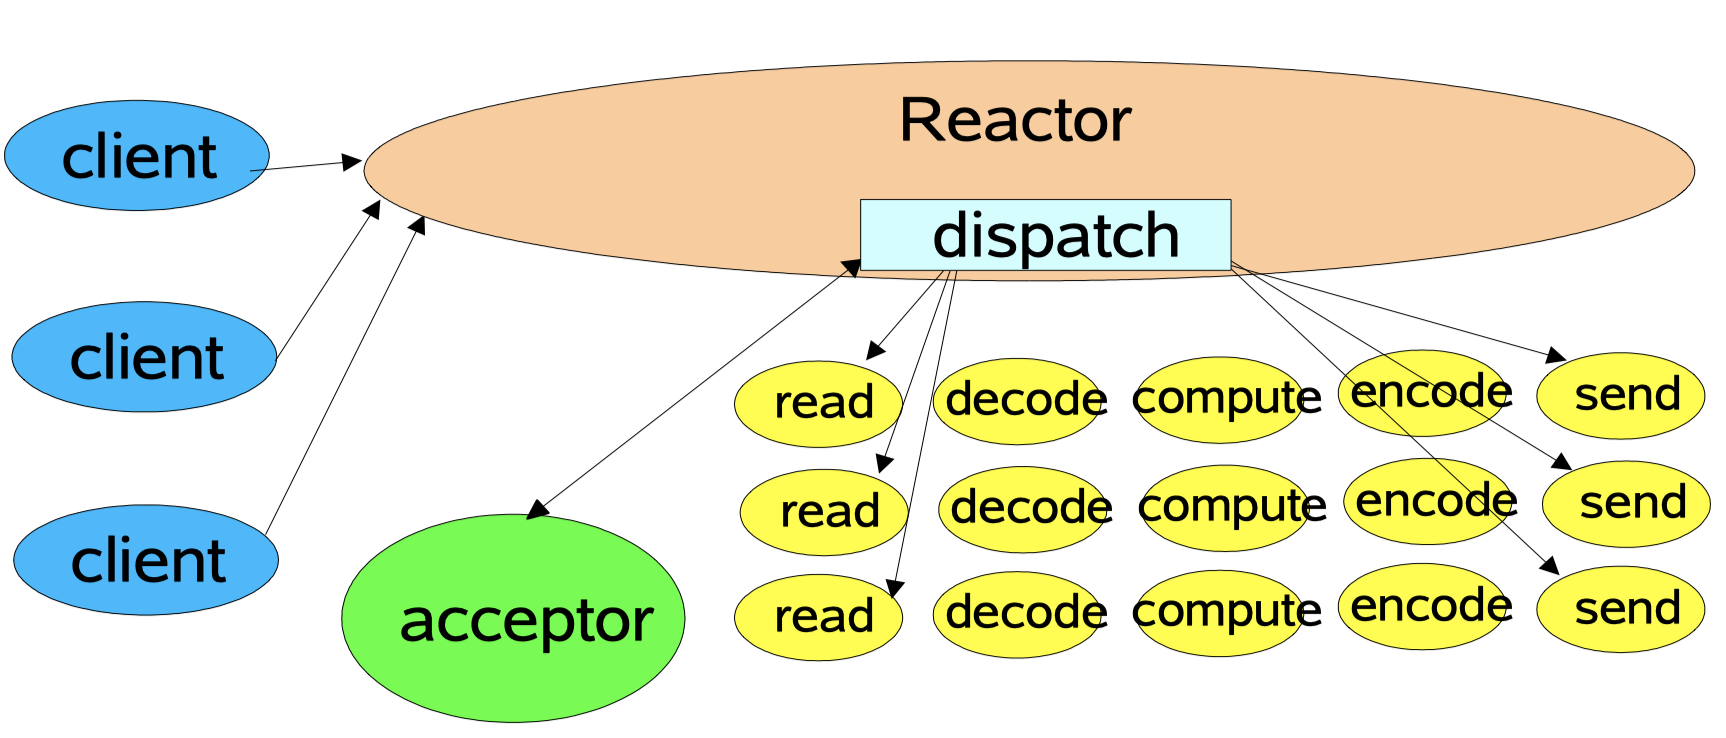 Reactor
dispatch
client
client
client
acceptor
read decode compute encode send
read decode compute encode send
read decode compute encode send